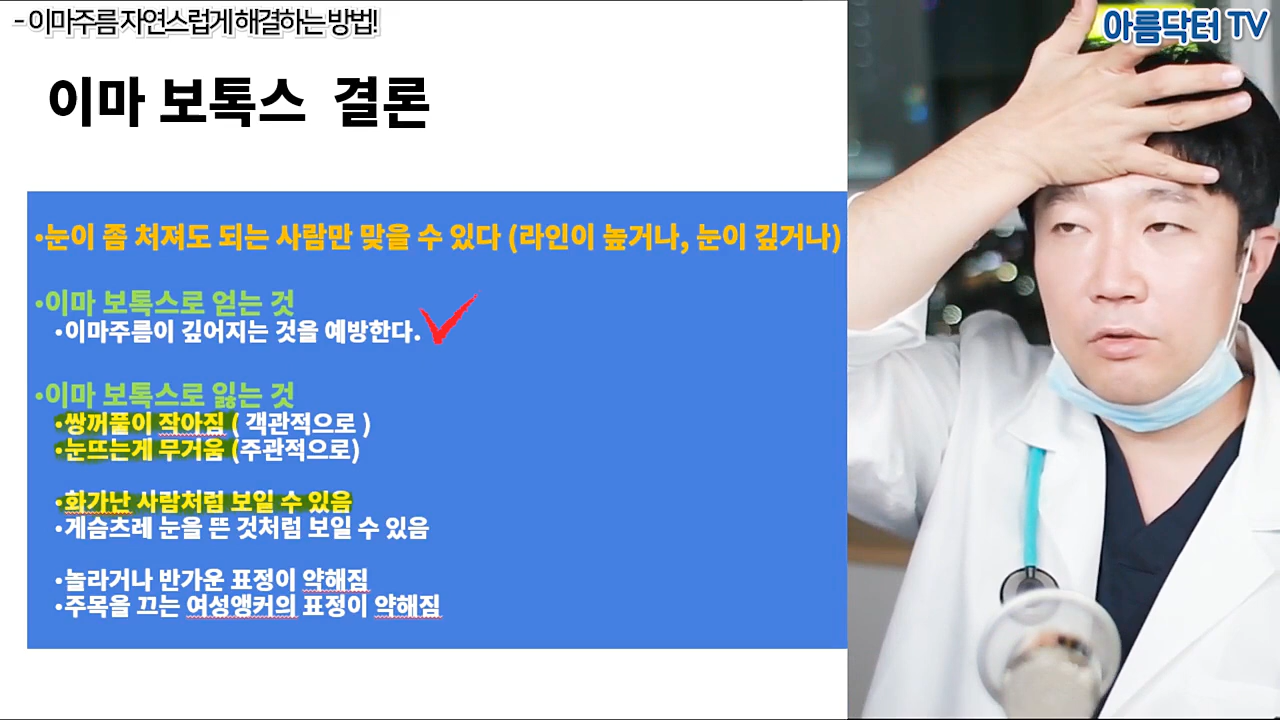 - 이마주름 자연스럽게 해결하는 방법!
아름닥터 TV
이마 보톡스 결론
•눈이 좀 처져도 되는 사람만 맞을 수 있다 (라인이 높거나, 눈이 깊거나)
•이마 보톡스로 얻는 것
•이마주름이 깊어지는 것을 예방한다.
•이마 보톡스로 잃는 것
•쌍꺼풀이 작아짐 ( 객관적으로 )
•눈뜨는게 무거움 (주관적으로)
•화가난 사람처럼 보일 수 있음
•게슴츠레 눈을 뜬 것처럼 보일 수 있음
•놀라거나 반가운 표정이 약해짐
•주목을 끄는 여성앵커의 표정이 약해짐